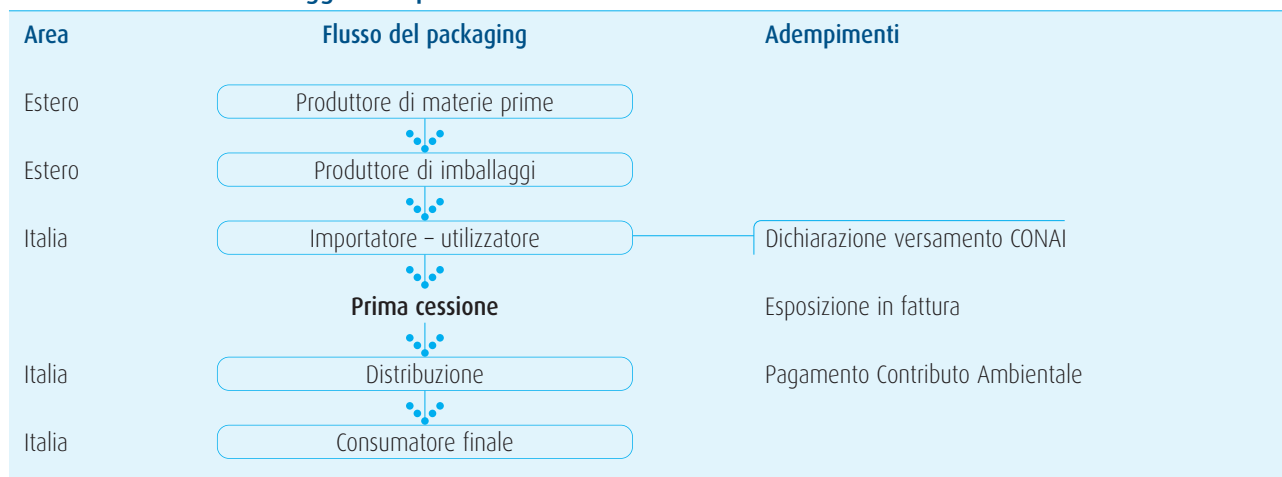 Area Flusso del packaging Adempimenti
Estero Produttore di materie prime
Estero Produttore di imballaggi
Italia Importatore – utilizzatore Dichiarazione versamento CONAI
Prima cessione Esposizione in fattura
Italia Distribuzione Pagamento Contributo Ambientale
Italia Consumatore finale